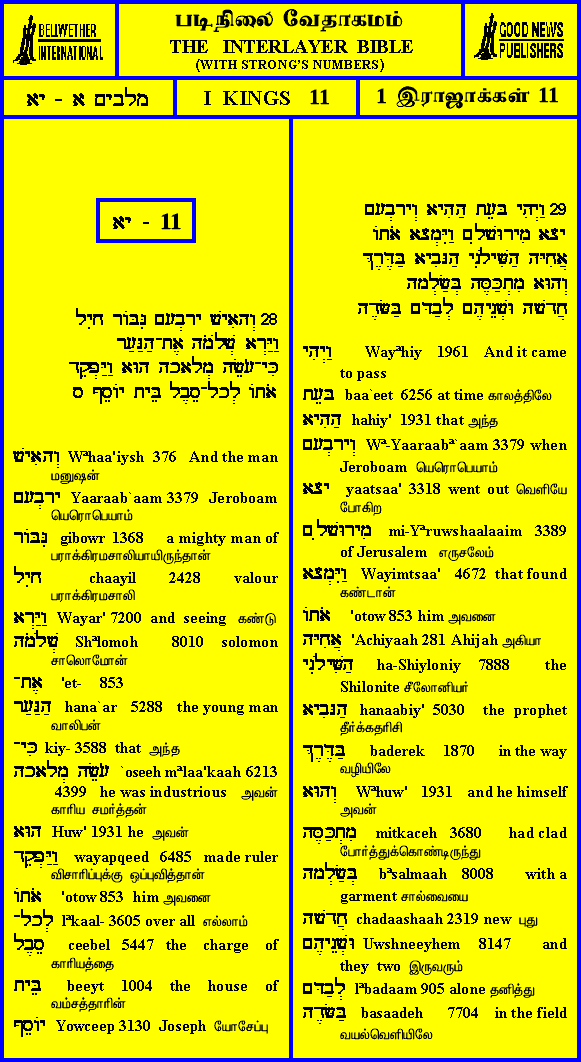 BELLWETHER
INTERNATIONAL
படிநிலை வேதாகமம்
THE INTERLAYER BIBLE
(WITH STRONG'S NUMBERS)
GOOD NEWS
PUBLISHERS
מלכים א - יא
I KINGS 11
1 இராஜாக்கள் 11
יא - 11
28 וְהָאִישׁ יָרָבְעָם גִּבּוֹר חַיִל
וַיַּרְא שְׁלֹמֹה אֶת־הַנַּעַר
כִּי־עֹשֵׂה מְלָאכָה הוּא וַיַּפְקֵד
אֹתוֹ לְכָל־סֵבֶל בֵּית יוֹסֵף ס
וְהָאִישׁ Wªhaa'iysh 376 And the man
மனுஷன்
יָרָבְעָם Yaaraab`aam 3379 Jeroboam
யெரொபெயாம்
גִּבּוֹר gibowr 1368 a mighty man of
பராக்கிரமசாலியாயிருந்தான்
חַיִל chaayil 2428 valour
பராக்கிரமசாலி
וַיַּרְא Wayar' 7200 and seeing கண்டு
שְׁלֹמֹה Shªlomoh 8010 solomon
சாலொமோன்
אֶת־ 'et- 853
הַנַּעַר hana`ar 5288 the young man
வாலிபன்
כִּי־ kiy- 3588 that அந்த
עֹשֵׂה מְלָאכָה `oseeh mªlaa'kaah 6213
4399 he was industrious அவன்
காரிய சமர்த்தன்
הוּא Huw' 1931 he அவன்
וַיַּפְקֵד wayapqeed 6485 made ruler
விசாரிப்புக்கு ஒப்புவித்தான்
אֹתוֹ 'otow 853 him அவனை
לְכָל־ lªkaal- 3605 over all எல்லாம்
סֵבֶל ceebel 5447 the charge of
காரியத்தை
בֵּית beeyt 1004 the house of
வம்சத்தாரின்
יוֹסֵף Yowceep 3130 Joseph யோசேப்பு
29 וַיְהִי בָּעֵת הַהִיא וְיָרָבְעָם
יָצָא מִירוּשָׁלִָם וַיִּמְצָא אֹתוֹ
אֲחִיָּה הַשִּׁילֹנִי הַנָּבִיא בַּדֶּרֶךְ
וְהוּא מִתְכַּסֶּה בְּשַׂלְמָה
חֲדָשָׁה וּשְׁנֵיהֶם לְבַדָּם בַּשָּׂדֶה
וַיְהִי Wayªhiy 1961 And it came
to pass
בָּעֵת baa`eet 6256 at time காலத்திலே
הַהִיא hahiy' 1931 that அந்த
וְיָרָבְעָם Wª-Yaaraabª`aam 3379 when
Jeroboam யெரொபெயாம்
יָצָא yaatsaa' 3318 went out வெளியே
போகிற
מִירוּשָׁלִַם mi-Yªruwshaalaaim 3389
of Jerusalem எருசலேம்
וַיִּמְצָא Wayimtsaa' 4672 that found
கண்டான்
אֹתוֹ 'otow 853 him அவனை
אֲחִיָּה 'Achiyaah 281 Ahijah அகியா
הַשִּׁילֹנִי ha-Shiyloniy 7888 the
Shilonite சீலோனியர்
הַנָּבִיא hanaabiy' 5030 the prophet
தீர்க்கதரிசி
בַּדֶּרֶךְ baderek 1870 in the way
வழியிலே
וְהוּא Wªhuw' 1931 and he himself
அவன்
מִתְכַּסֶּה mitkaceh 3680 had clad
போர்த்துக்கொண்டிருந்து
בְּשַׂלְמָה bªsalmaah 8008 with a
garment சால்வையை
חֲדָשָׁה chadaashaah 2319 new புது
וּשְׁנֵיהֶם Uwshneeyhem 8147 and
they two இருவரும்
לְבַדָּם lªbadaam 905 alone தனித்து
בַּשָּׂדֶה basaadeh 7704 in the field
வயல்வெளியிலே